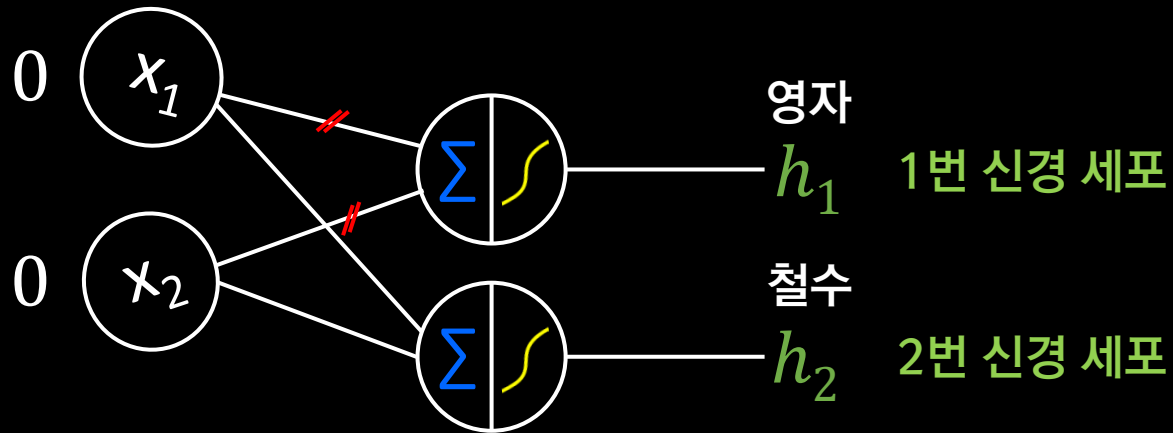 0 x₁
영자
∑ ∫ h₁ 1번 신경 세포
0 x₂
철수
∑ ∫ h₂ 2번 신경 세포